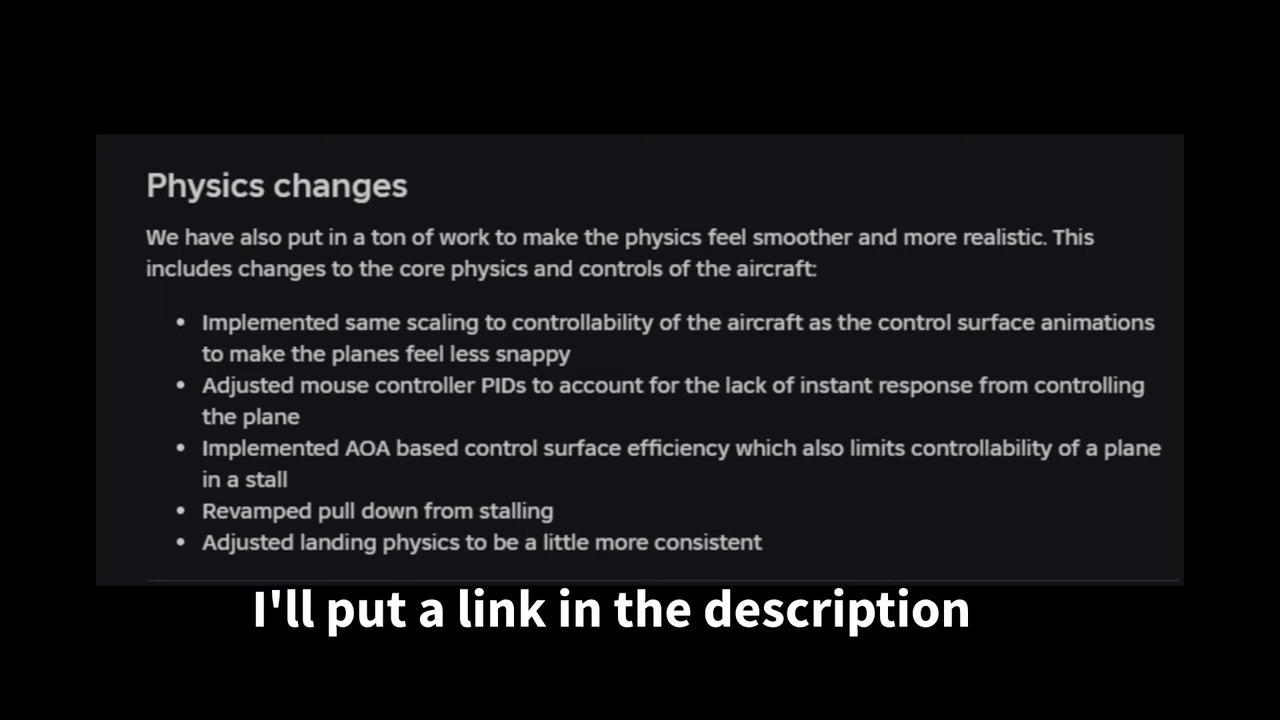 Physics changes
We have also put in a ton of work to make the physics feel smoother and more realistic. This
includes changes to the core physics and controls of the aircraft:
• Implemented same scaling to controllability of the aircraft as the control surface animations
to make the planes feel less snappy
• Adjusted mouse controller PIDs to account for the lack of instant response from controlling
the plane
• Implemented AOA based control surface efficiency which also limits controllability of a plane
in a stall
• Revamped pull down from stalling
• Adjusted landing physics to be a little more consistent
I'll put a link in the description